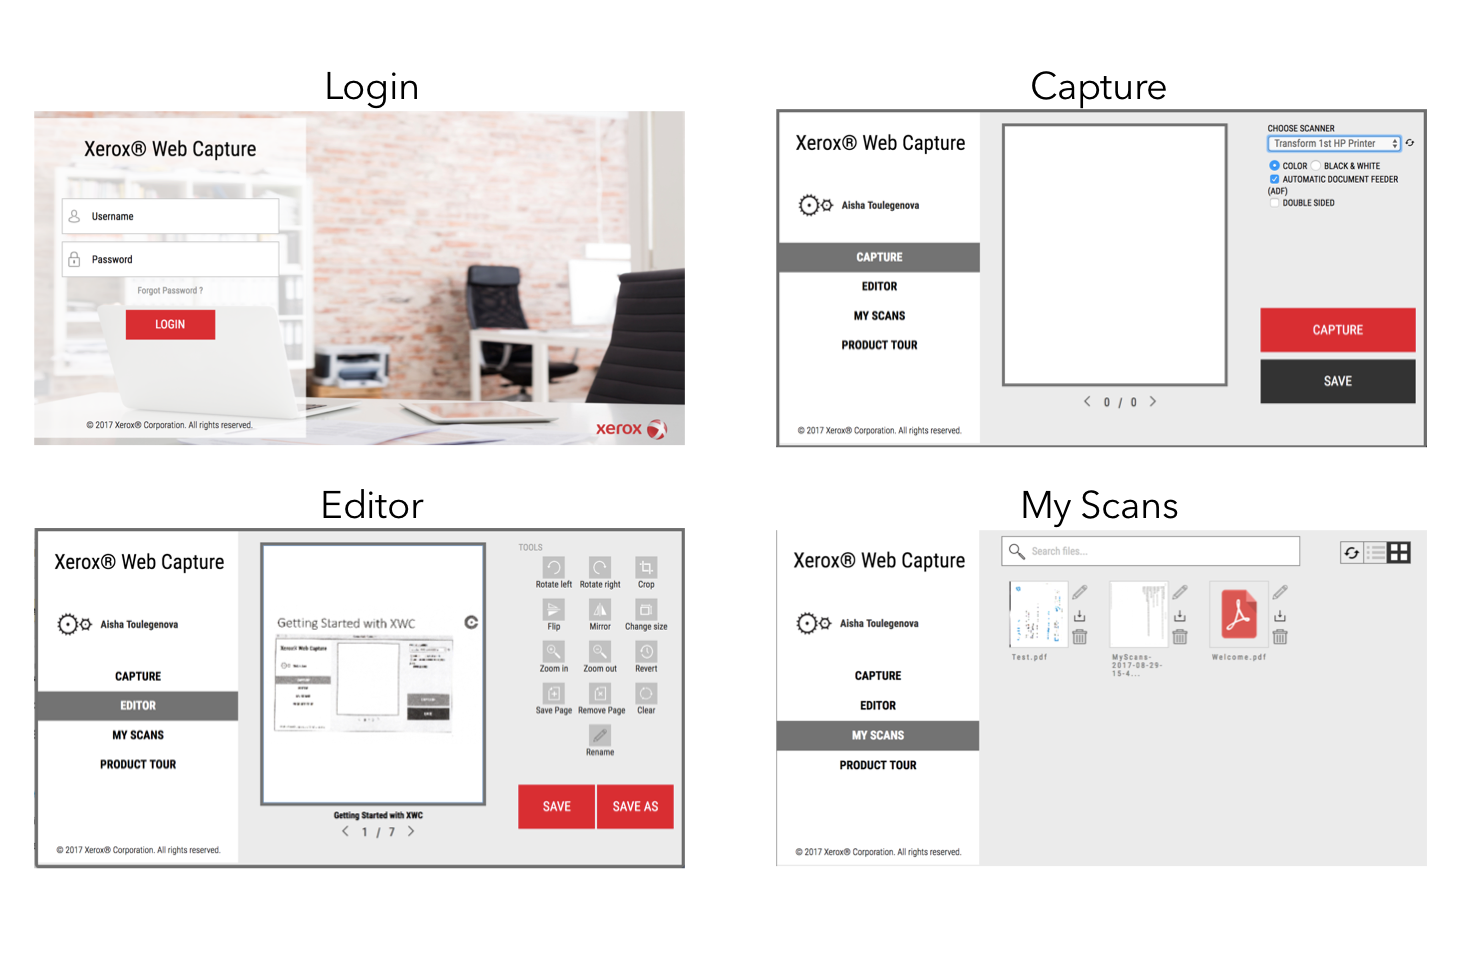 Login
Xerox® Web Capture
Username
Password
Forgot Password ?
LOGIN
© 2017 Xerox® Corporation. All rights reserved.
xerox
Capture
Xerox® Web Capture
Aisha Toulegenova
CAPTURE
EDITOR
MY SCANS
PRODUCT TOUR
© 2017 Xerox® Corporation. All rights reserved.
0 / 0
CHOOSE SCANNER
Transform 1st HP Printer
COLOR BLACK & WHITE
AUTOMATIC DOCUMENT FEEDER
(ADF)
DOUBLE SIDED
CAPTURE
SAVE
Editor
Xerox® Web Capture
Aisha Toulegenova
CAPTURE
EDITOR
MY SCANS
PRODUCT TOUR
© 2017 Xerox® Corporation. All rights reserved.
Getting Started with XWC
Xerox® Web Capture
Getting Started with XWC
1 / 7
TOOLS
Rotate left Rotate right Crop
Flip Mirror Change size
Zoom in Zoom out Revert
Save Page Remove Page Clear
Rename
SAVE SAVE AS
My Scans
Xerox® Web Capture
Aisha Toulegenova
CAPTURE
EDITOR
MY SCANS
PRODUCT TOUR
© 2017 Xerox® Corporation. All rights reserved.
Search files...
Test.pdf
MyScans-
2017-08-29-
15-4...
Welcome.pdf